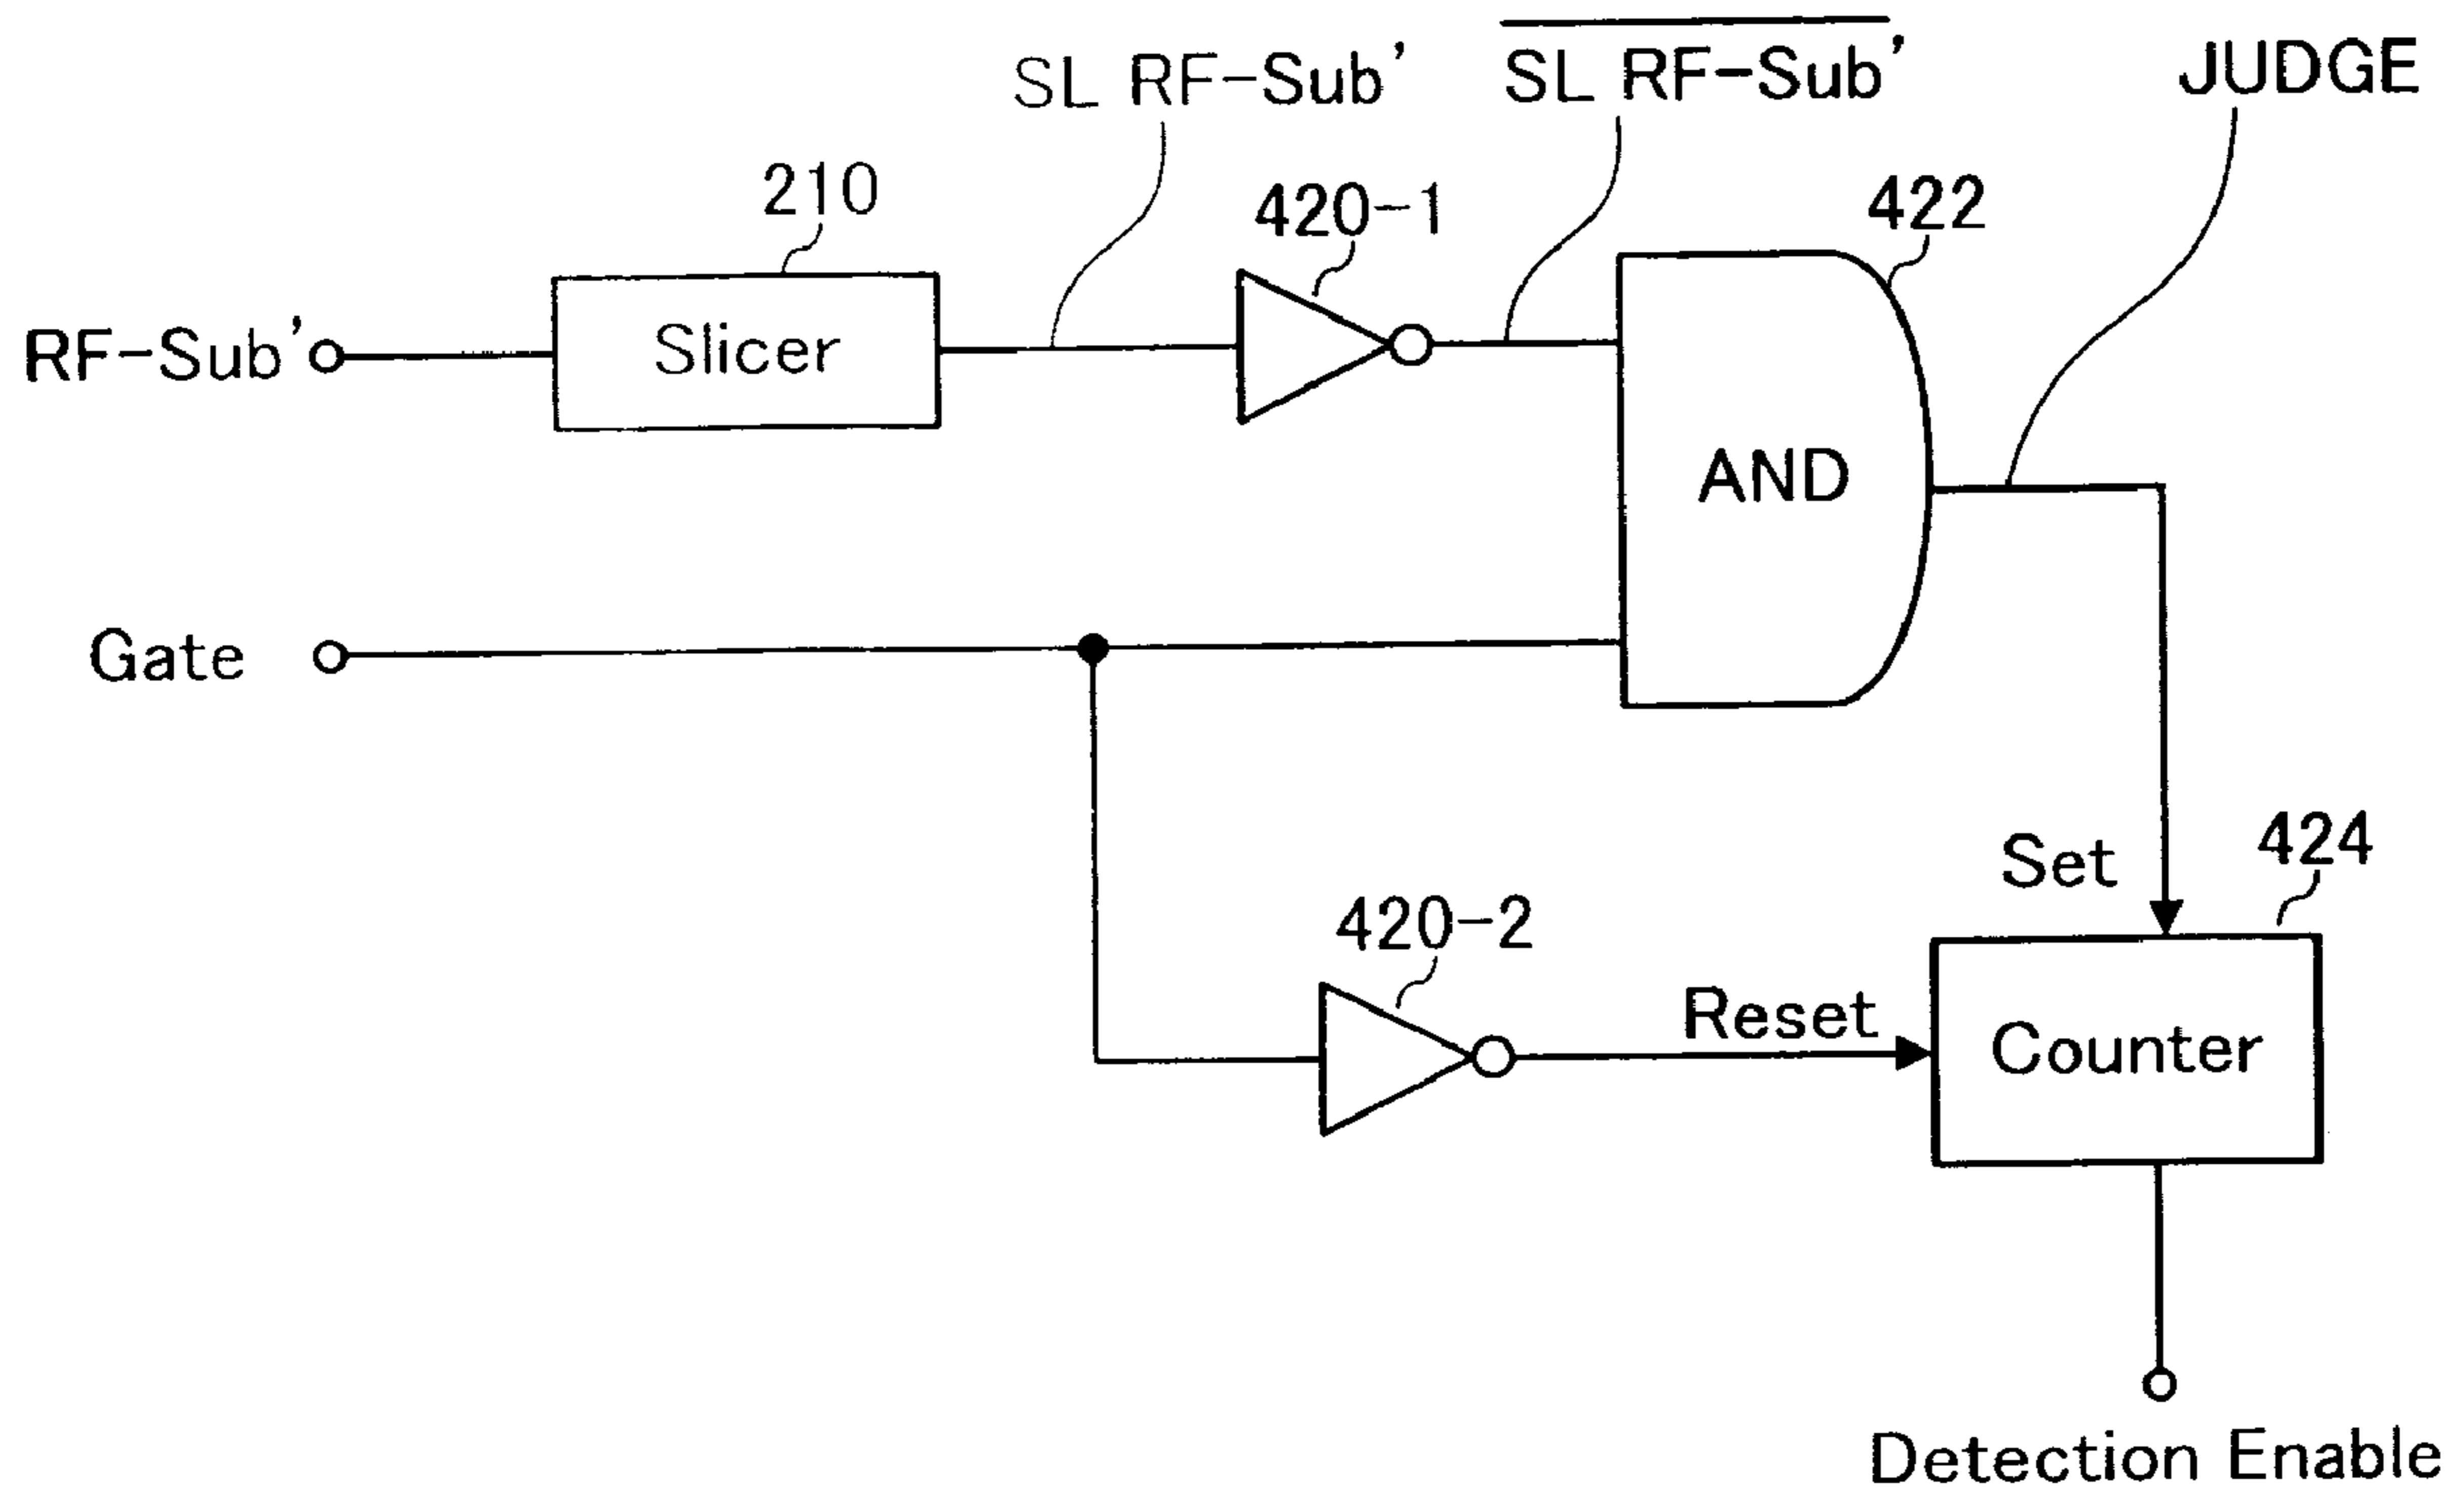 SL RF-Sub'
SL RF-Sub'
JUDGE
210
420-1
422
RF-Sub'
Slicer
AND
Gate
Set
424
420-2
Reset
Counter
Detection Enable